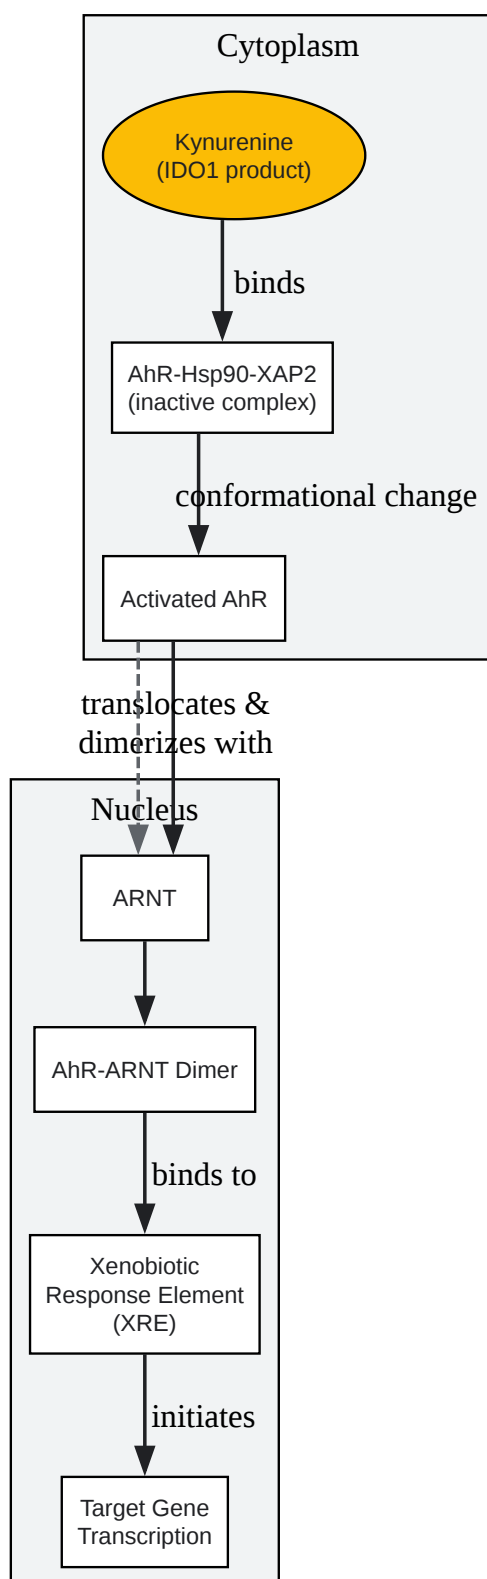 Cytoplasm
Kynurenine
(IDO1 product)
binds
AhR-Hsp90-XAP2
(inactive complex)
conformational change
Activated AhR
translocates &
dimerizes with
Nucleus
ARNT
AhR-ARNT Dimer
binds to
Xenobiotic
Response Element
(XRE)
initiates
Target Gene
Transcription